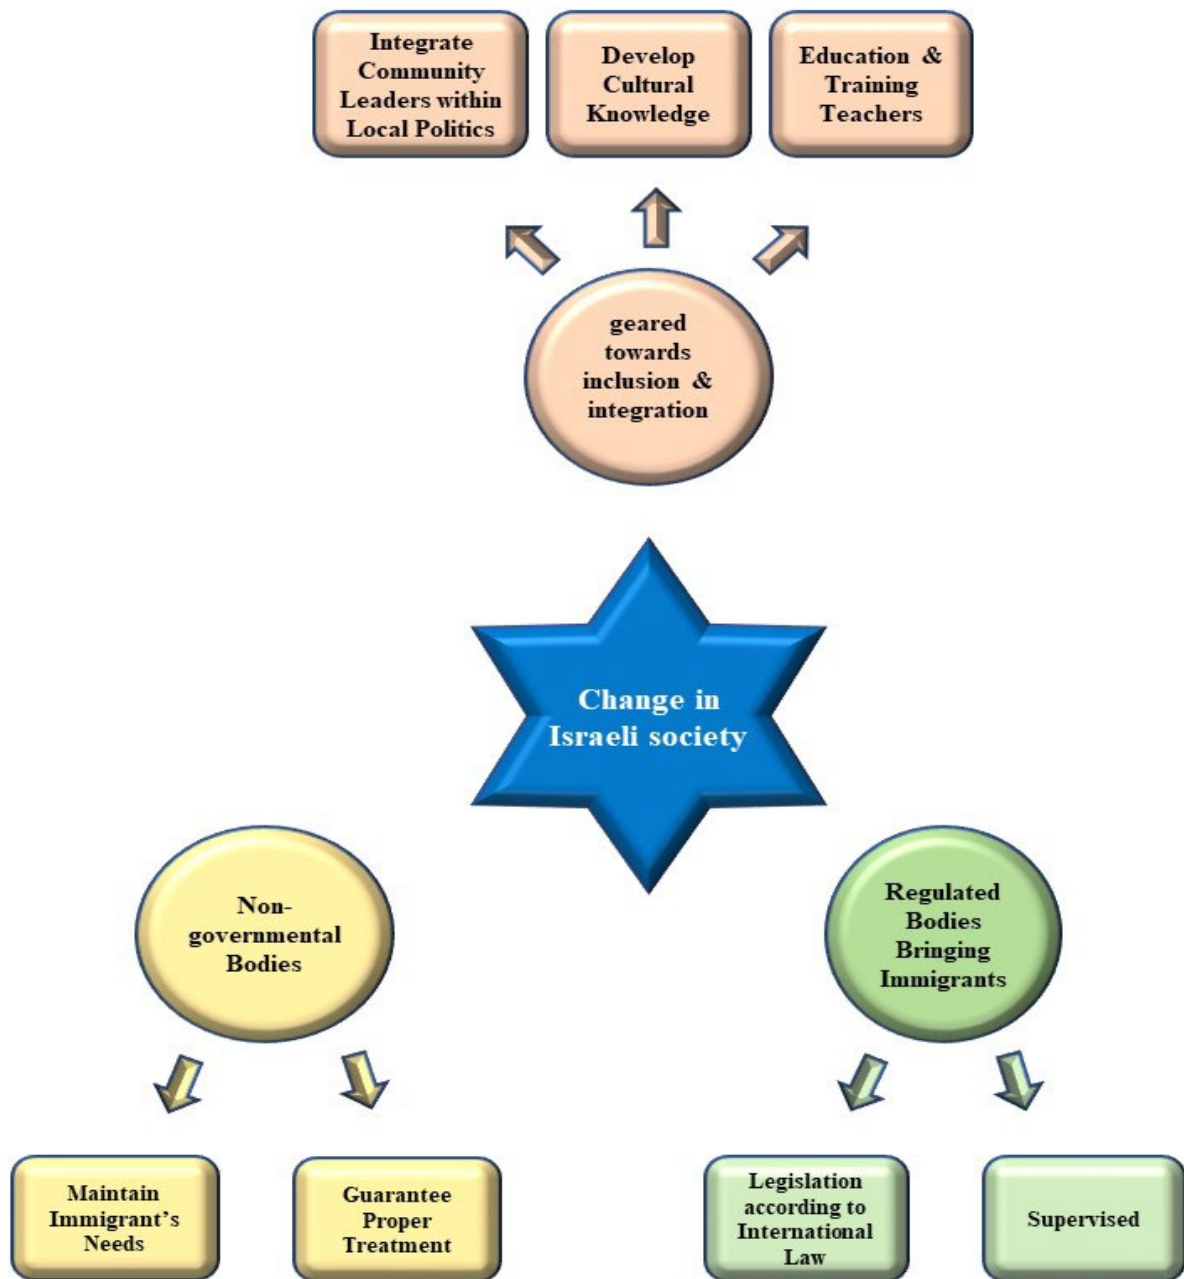 Integrate
Community
Leaders within
Local Politics
Develop
Cultural
Knowledge
Education &
Training
Teachers
geared
towards
inclusion &
integration
Change in
Israeli society
Non-
governmental
Bodies
Regulated
Bodies
Bringing
Immigrants
Maintain
Immigrant’s
Needs
Guarantee
Proper
Treatment
Legislation
according to
International
Law
Supervised